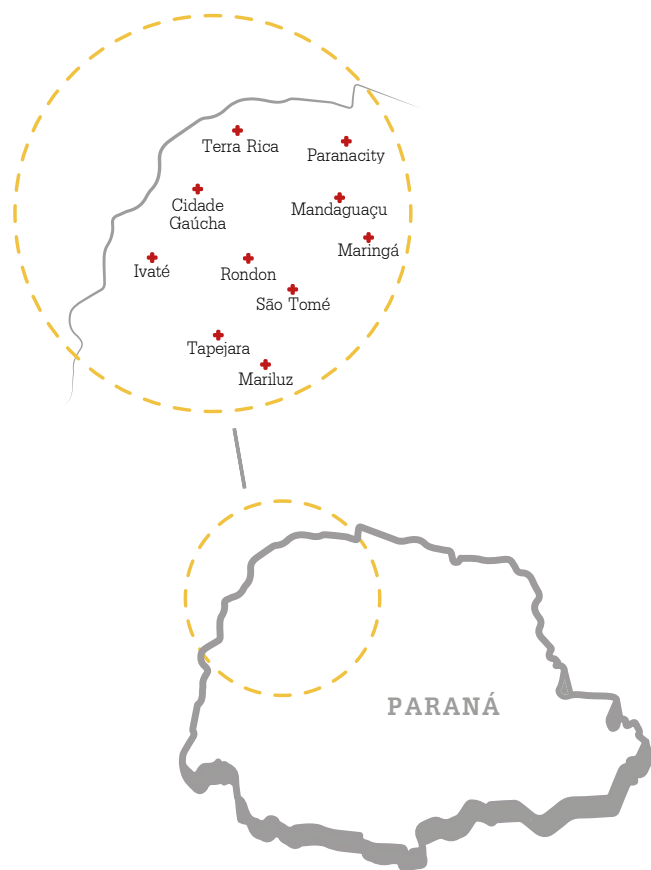 Terra Rica
Paranacity
Cidade
Gaúcha
Mandaguaçu
Maringá
Ivaté
Rondon
São Tomé
Tapejara
Mariluz
PARANÁ